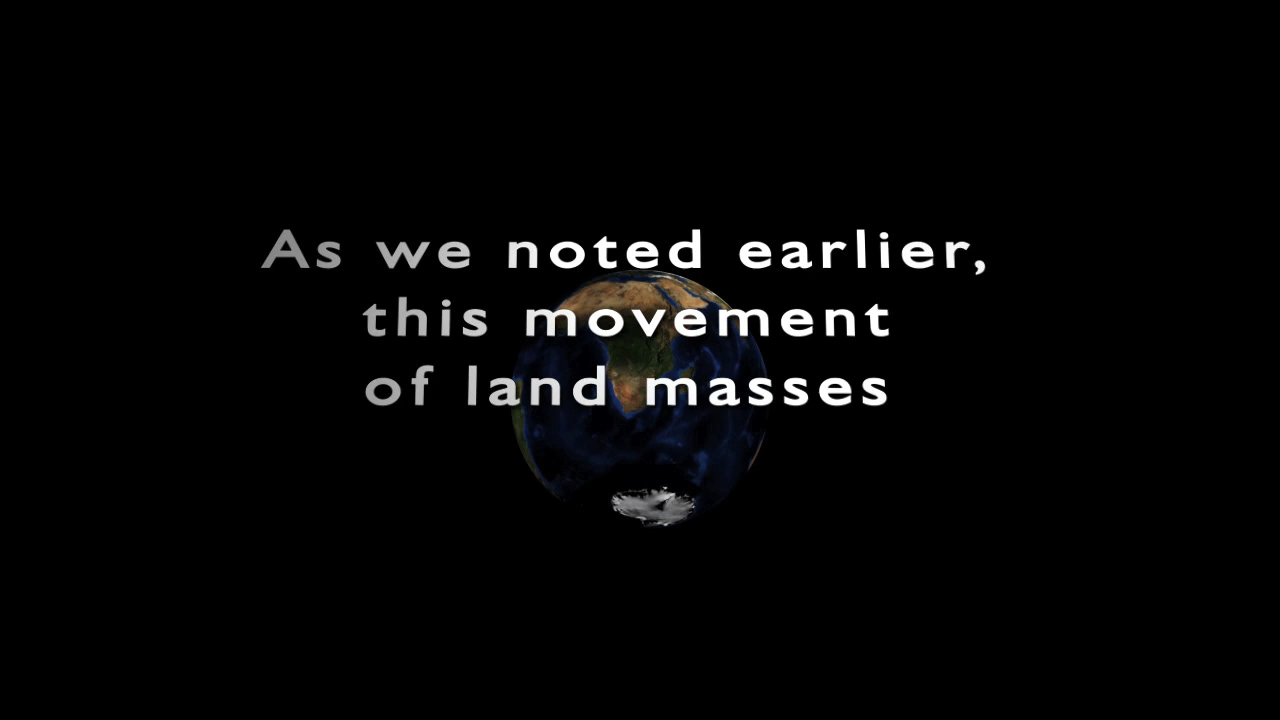 As we noted earlier,
this movement
of land masses